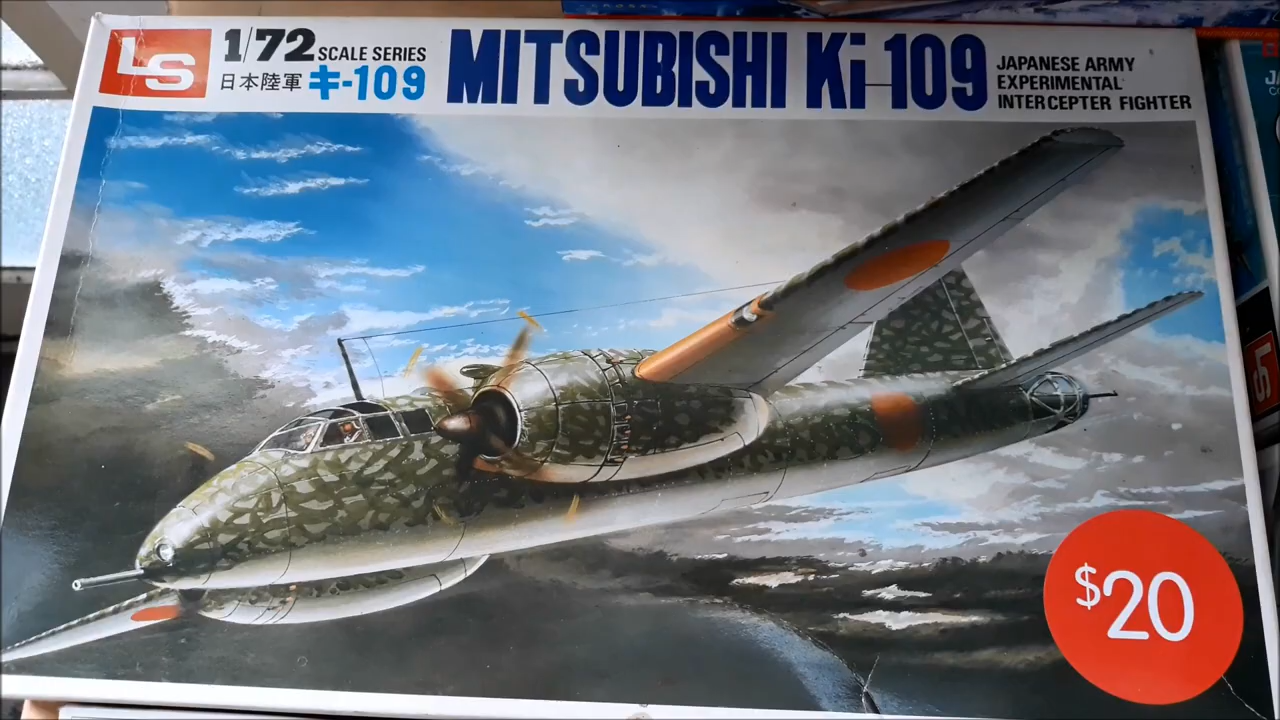 LS
1/72 SCALE SERIES
日本陸軍 キ-109
MITSUBISHI Ki-109
JAPANESE ARMY
EXPERIMENTAL
INTERCEPTER FIGHTER
$20
LS